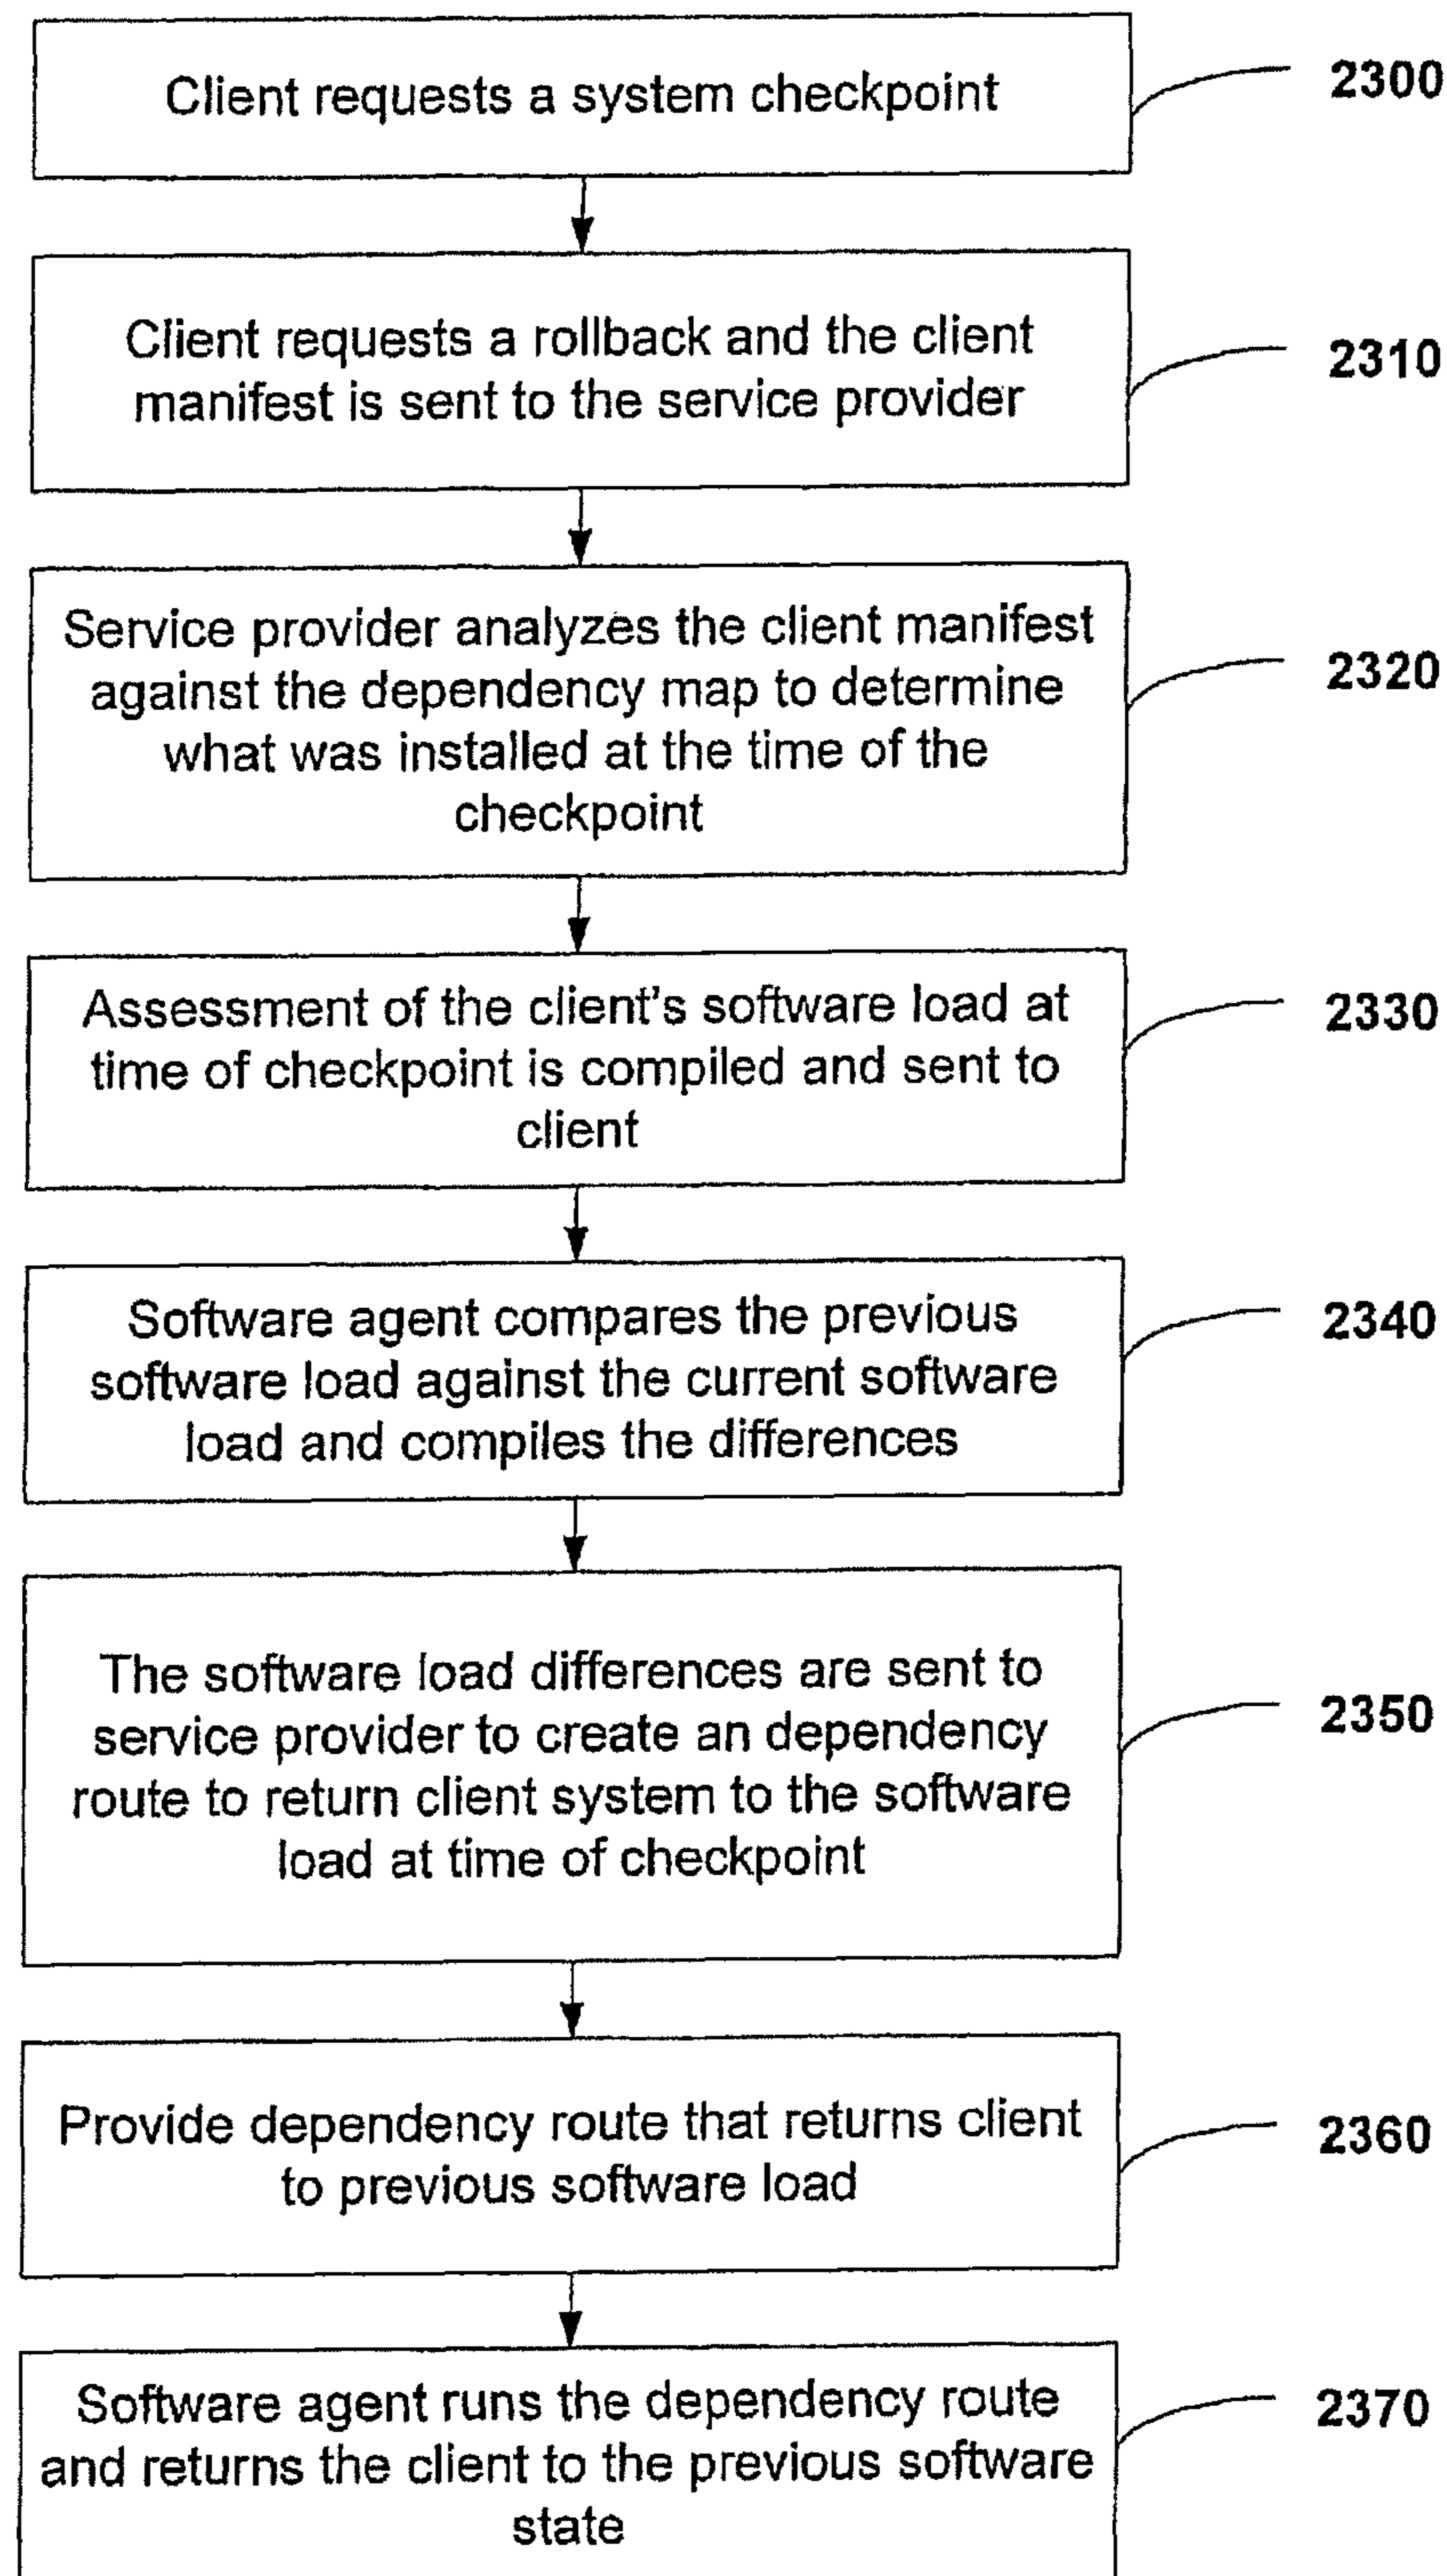 Client requests a system checkpoint
2300
Client requests a rollback and the client
manifest is sent to the service provider
2310
Service provider analyzes the client manifest
against the dependency map to determine
what was installed at the time of the
checkpoint
2320
Assessment of the client's software load at
time of checkpoint is compiled and sent to
client
2330
Software agent compares the previous
software load against the current software
load and compiles the differences
2340
The software load differences are sent to
service provider to create an dependency
route to return client system to the software
load at time of checkpoint
2350
Provide dependency route that returns client
to previous software load
2360
Software agent runs the dependency route
and returns the client to the previous software
state
2370